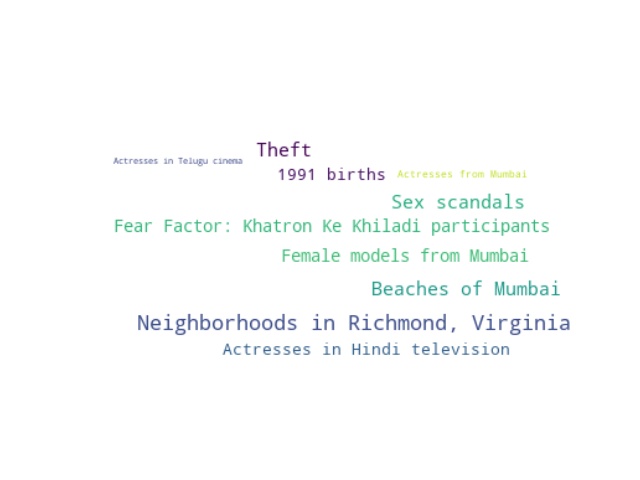 Theft
Actresses in Telugu cinema
1991 births
Actresses from Mumbai
Sex scandals
Fear Factor: Khatron Ke Khiladi participants
Female models from Mumbai
Beaches of Mumbai
Neighborhoods in Richmond, Virginia
Actresses in Hindi television